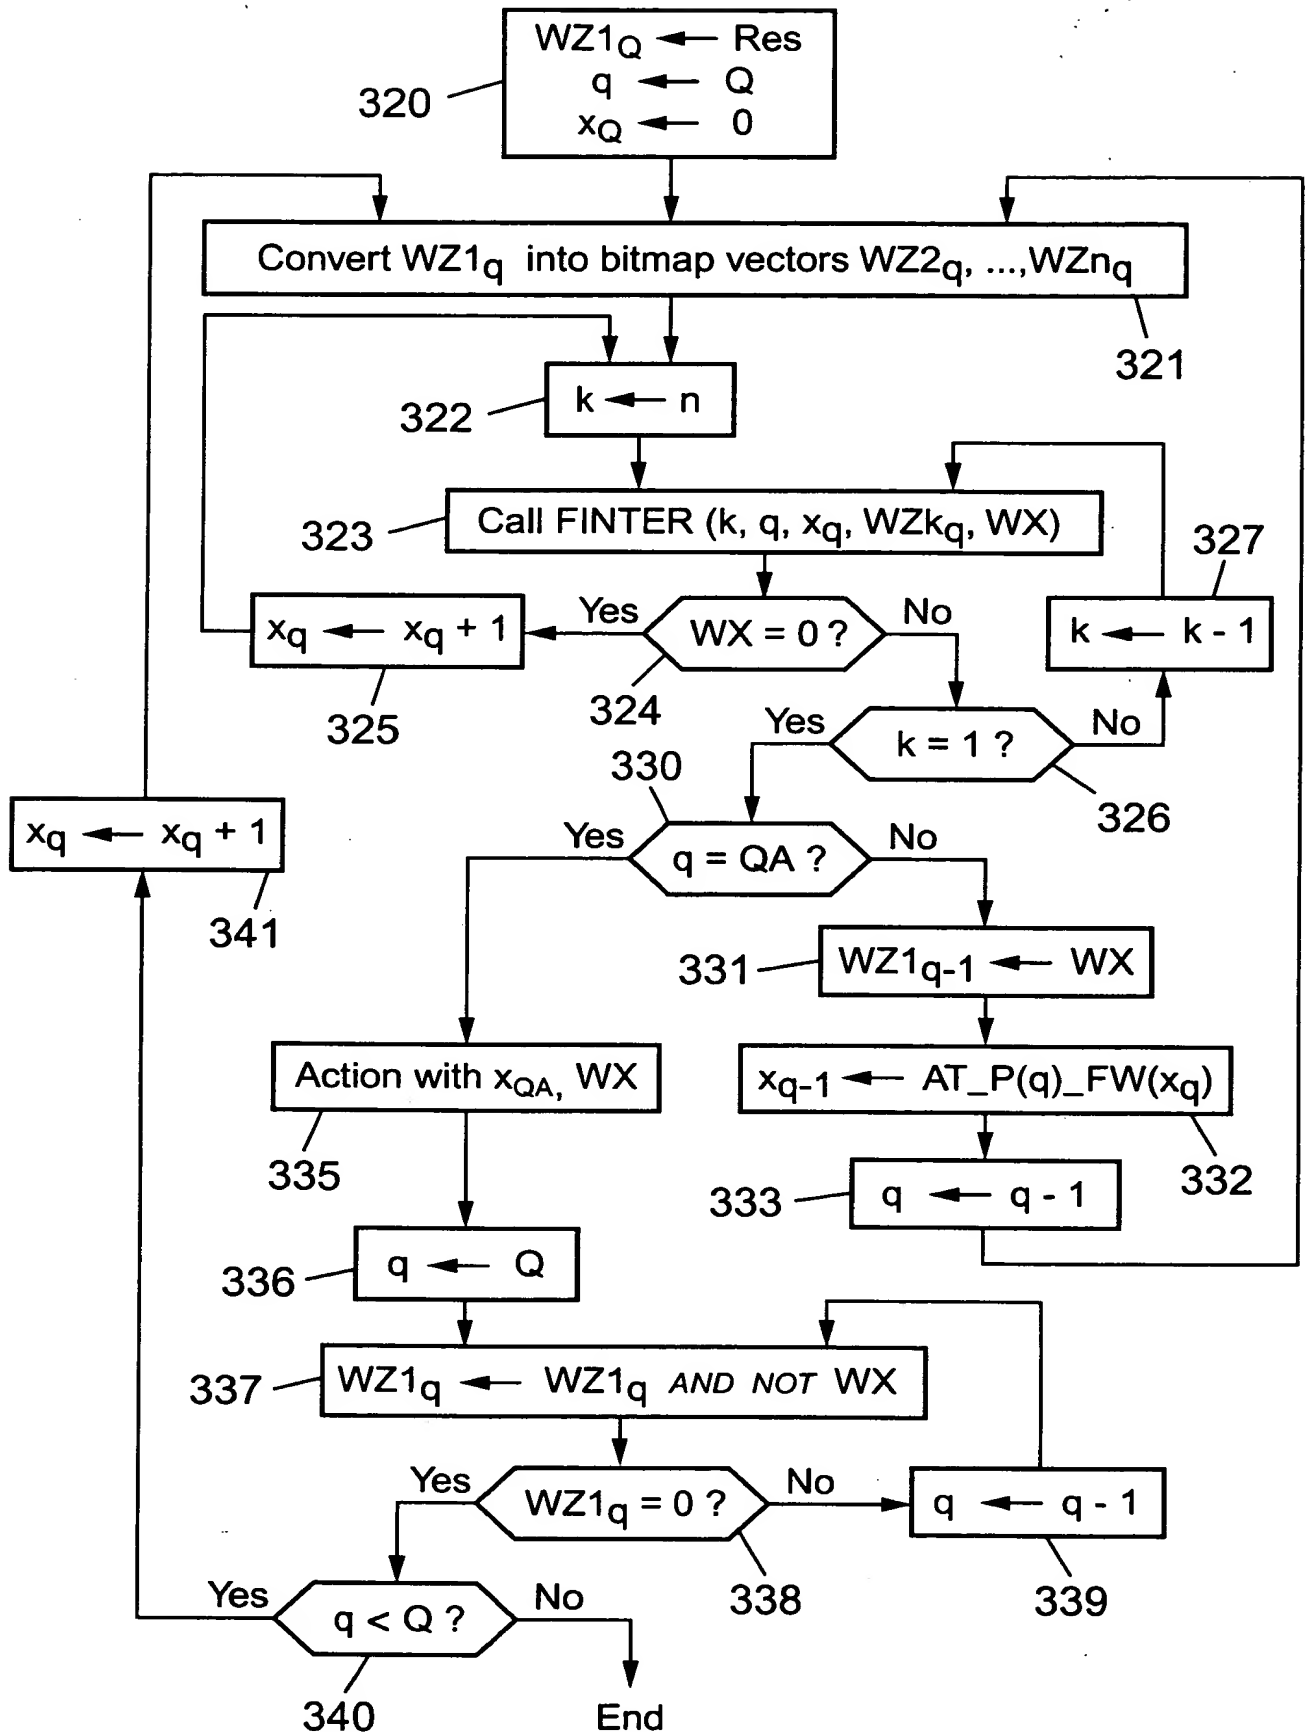 WZ1Q ← Res
q ← Q
xQ ← 0
320
Convert WZ1q into bitmap vectors WZ2q, ...,WZnq
321
k ← n
322
Call FINTER (k, q, xq, WZkq, WX)
323
327
Yes
No
xq ← xq + 1
WX = 0 ?
k ← k - 1
324
325
Yes
No
k = 1 ?
330
326
xq ← xq + 1
Yes
No
q = QA ?
341
WZ1q-1 ← WX
331
Action with xQA, WX
xq-1 ← AT_P(q)_FW(xq)
335
332
q ← q - 1
333
q ← Q
336
WZ1q ← WZ1q AND NOT WX
337
Yes
No
WZ1q = 0 ?
q ← q - 1
338
339
Yes
No
q < Q ?
340
End